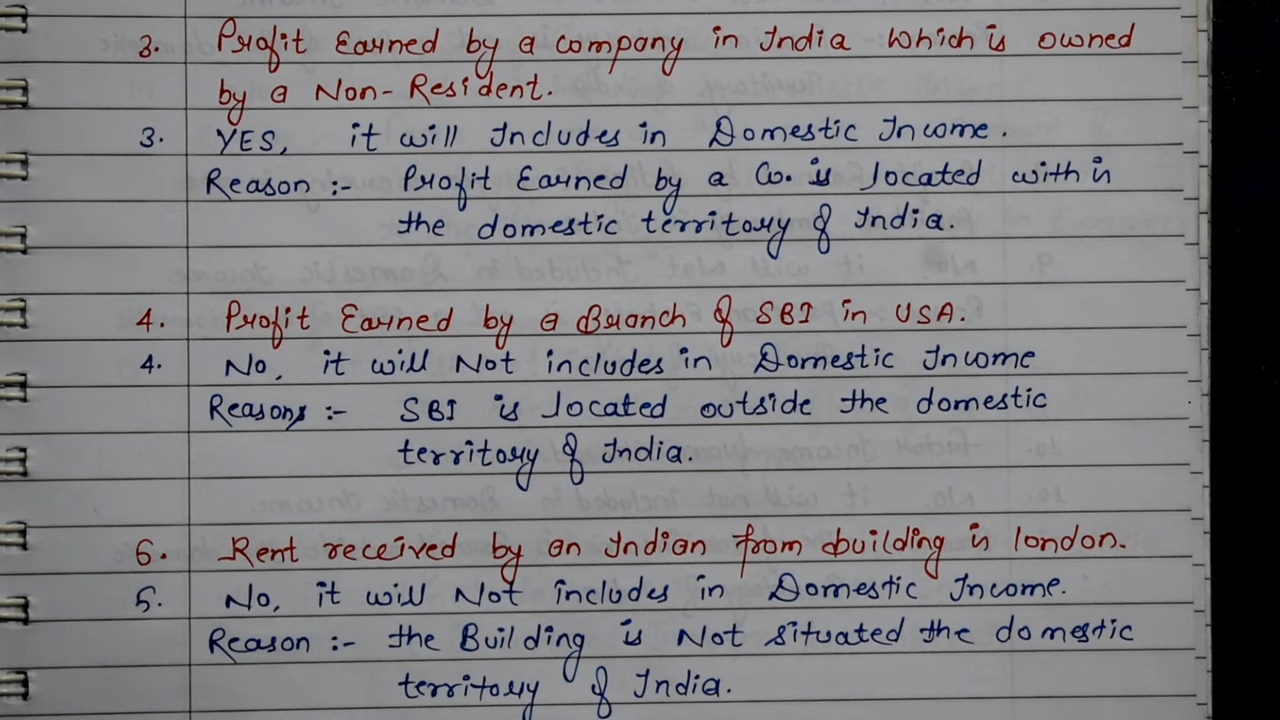 3. Profit Earned by a Company in India Which is owned
by a Non-Resident.
3. YES, it will Includes in Domestic Income.
Reason :- Profit Earned by a Co. is located with in
the domestic territory of India.
4. Profit Earned by a Branch of SBI in USA.
4. No, it will Not includes in Domestic Income
Reasons :- SBI is located outside the domestic
territory of India.
5. Rent received by an Indian from building in london.
5. No, it will Not includes in Domestic Income.
Reason :- the Building is Not situated the domestic
territory of India.